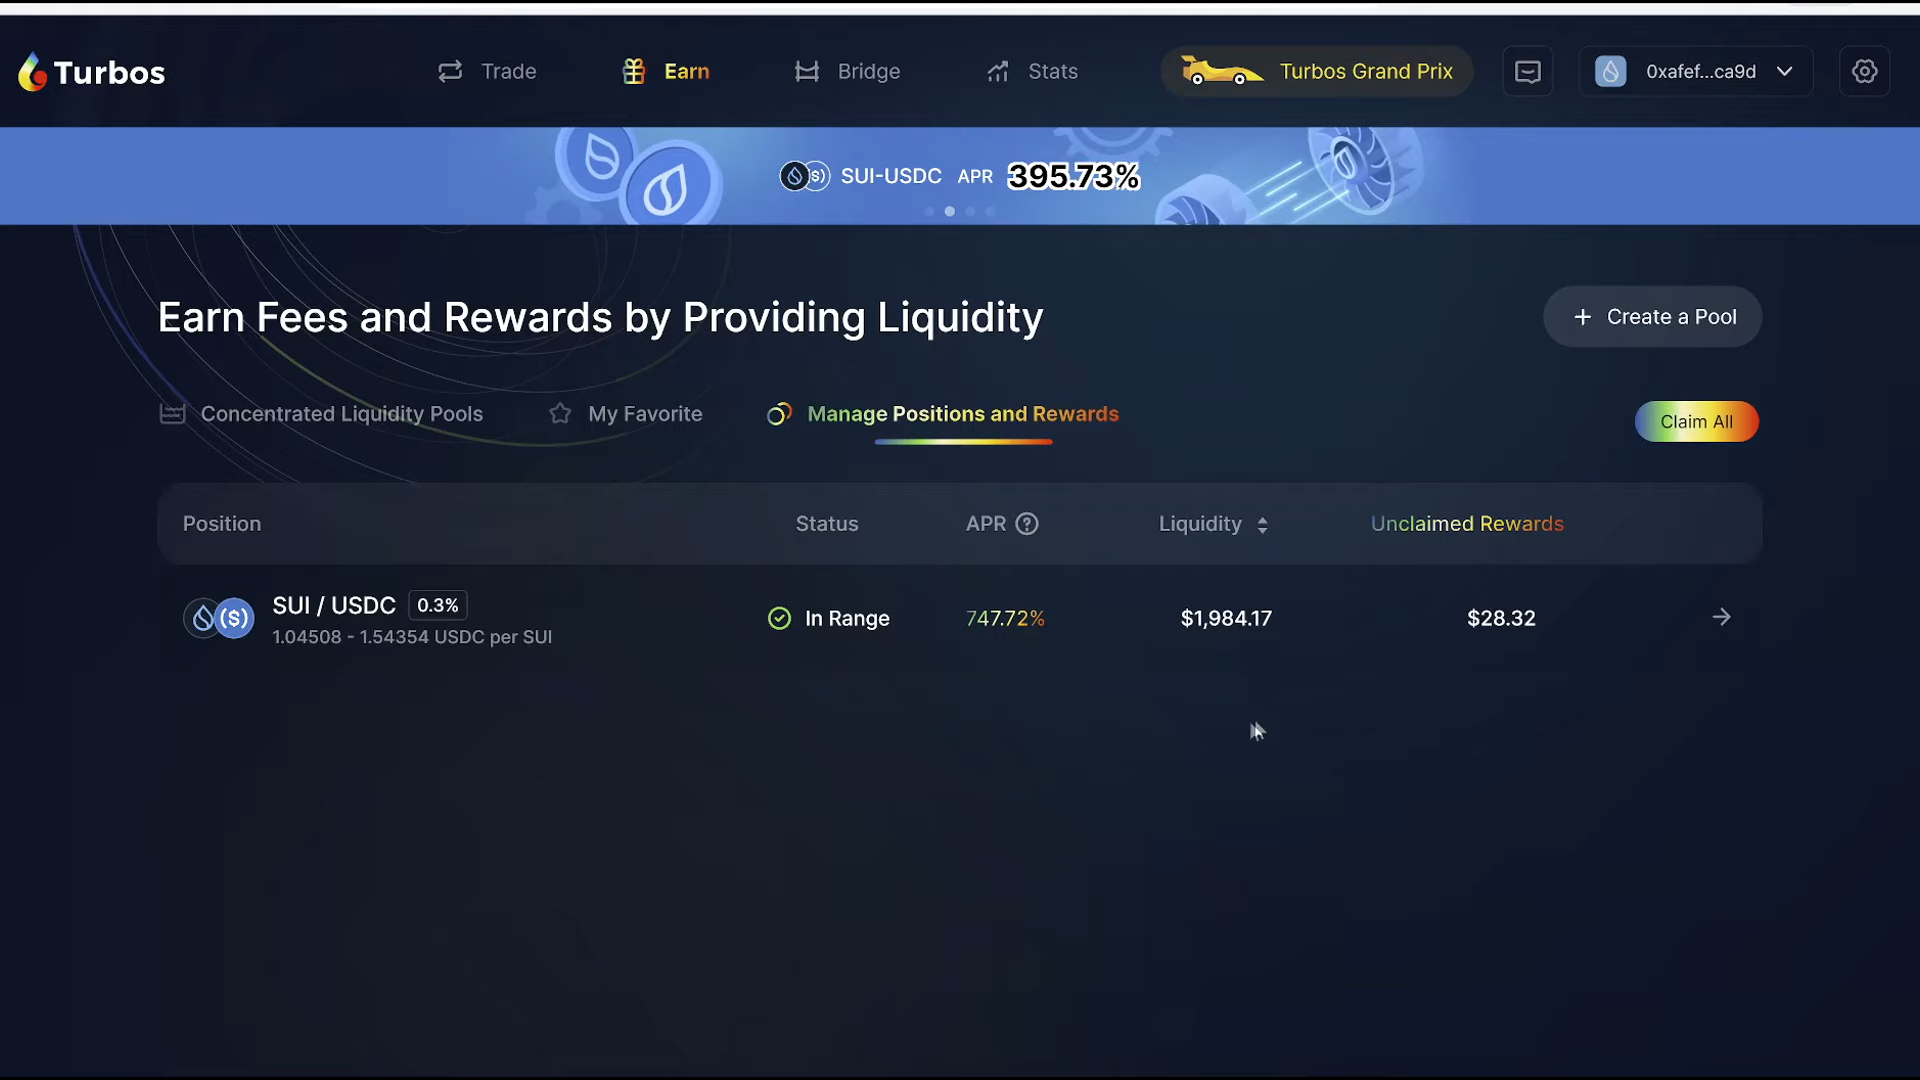 Turbos
Trade
Earn
Bridge
Stats
Turbos Grand Prix
0xafef...ca9d
SUI-USDC APR 395.73%
Earn Fees and Rewards by Providing Liquidity
+ Create a Pool
Concentrated Liquidity Pools
My Favorite
Manage Positions and Rewards
Claim All
Position
Status
APR ?
Liquidity
Unclaimed Rewards
SUI / USDC 0.3%
1.04508 - 1.54354 USDC per SUI
In Range
747.72%
$1,984.17
$28.32